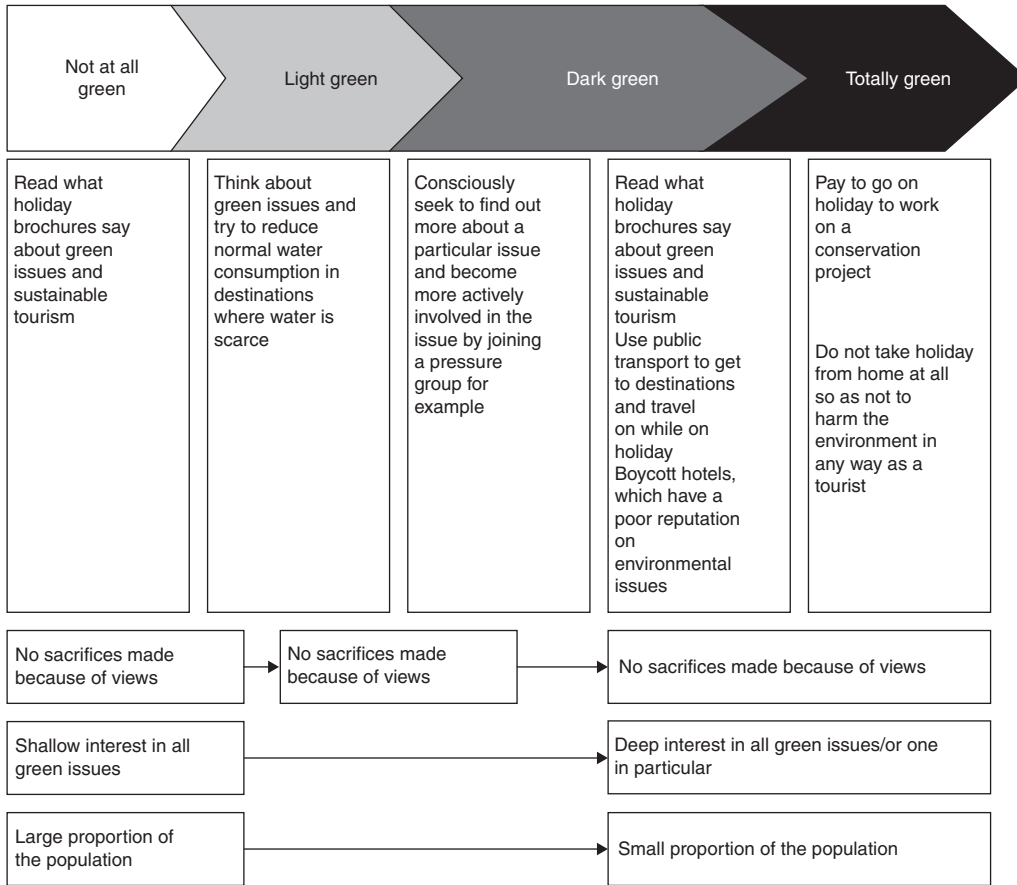 Not at all
green
Light green
Dark green
Totally green
Read what
holiday
brochures say
about green
issues and
sustainable
tourism
Think about
green issues and
try to reduce
normal water
consumption in
destinations
where water is
scarce
Consciously
seek to find out
more about a
particular issue
and become
more actively
involved in the
issue by joining
a pressure
group for
example
Read what
holiday
brochures say
about green
issues and
sustainable
tourism
Use public
transport to get
to destinations
and travel
on while on
holiday
Boycott hotels,
which have a
poor reputation
on
environmental
issues
Pay to go on
holiday to work
on a
conservation
project
Do not take holiday
from home at all
so as not to
harm the
environment in
any way as a
tourist
No sacrifices made
because of views
No sacrifices made
because of views
No sacrifices made because of views
Shallow interest in all
green issues
Deep interest in all green issues/or one
in particular
Large proportion of
the population
Small proportion of the population